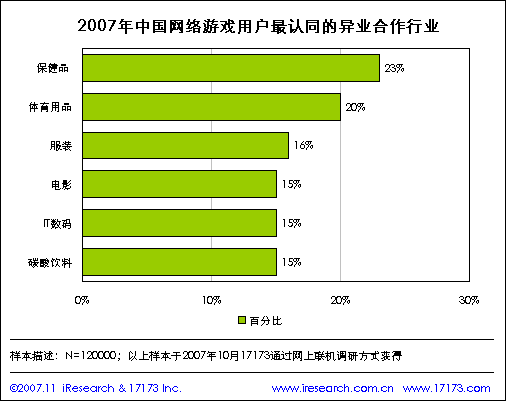 2007年中国网络游戏用户最认同的异业合作行业
保健品 23%
体育用品 20%
服装 16%
电影 15%
IT数码 15%
碳酸饮料 15%
0% 10% 20% 30%
百分比
样本描述：N=120000；以上样本于2007年10月17173通过网上联机调研方式获得
©2007.11 iResearch & 17173 Inc. www.iresearch.com.cn www.17173.com